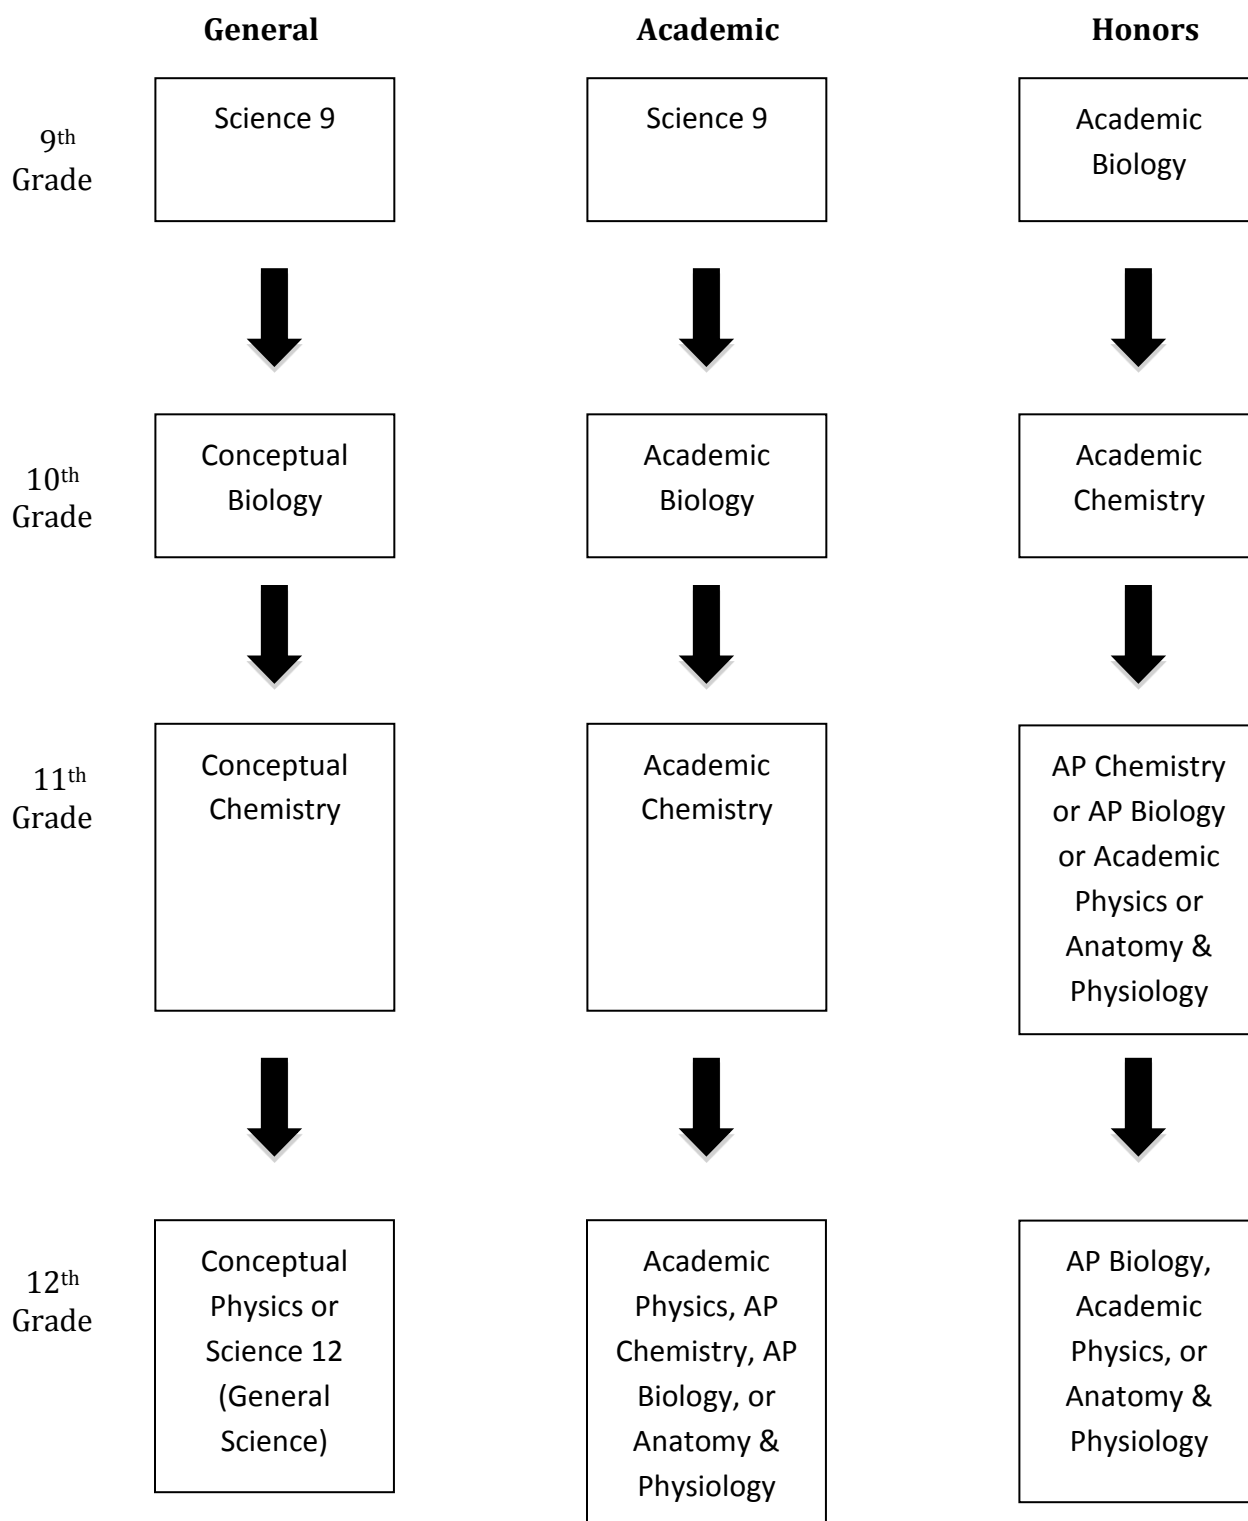 General
Academic
Honors
9th
Grade
Science 9
Science 9
Academic
Biology
10th
Grade
Conceptual
Biology
Academic
Biology
Academic
Chemistry
11th
Grade
Conceptual
Chemistry
Academic
Chemistry
AP Chemistry
or AP Biology
or Academic
Physics or
Anatomy &
Physiology
12th
Grade
Conceptual
Physics or
Science 12
(General
Science)
Academic
Physics, AP
Chemistry, AP
Biology, or
Anatomy &
Physiology
AP Biology,
Academic
Physics, or
Anatomy &
Physiology